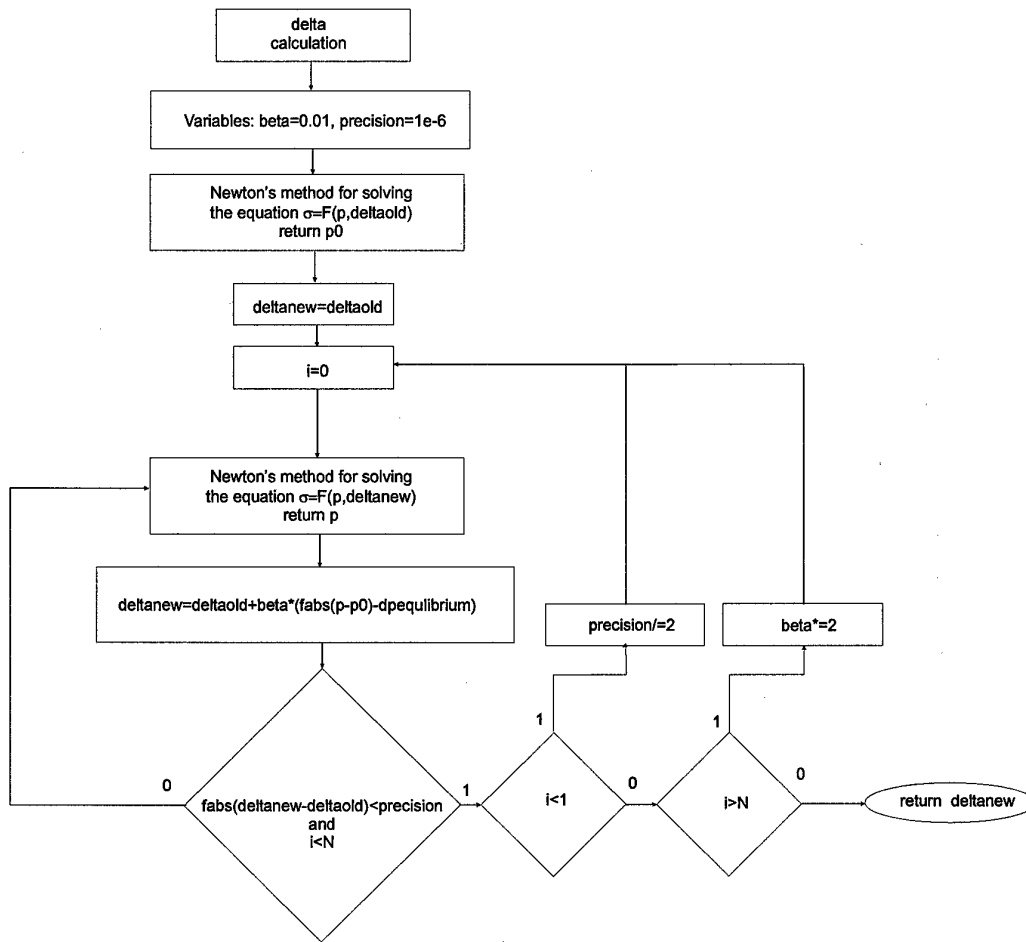 delta
calculation
Variables: beta=0.01, precision=1e-6
Newton's method for solving
the equation σ=F(p,deltaold)
return p0
deltanew=deltaold
i=0
Newton's method for solving
the equation σ=F(p,deltanew)
return p
deltanew=deltaold+beta*(fabs(p-p0)-dpequlibrium)
precision/=2
beta*=2
0
fabs(deltanew-deltaold)<precision
and
i<N
1
1
i<1
0
1
i>N
0
return deltanew